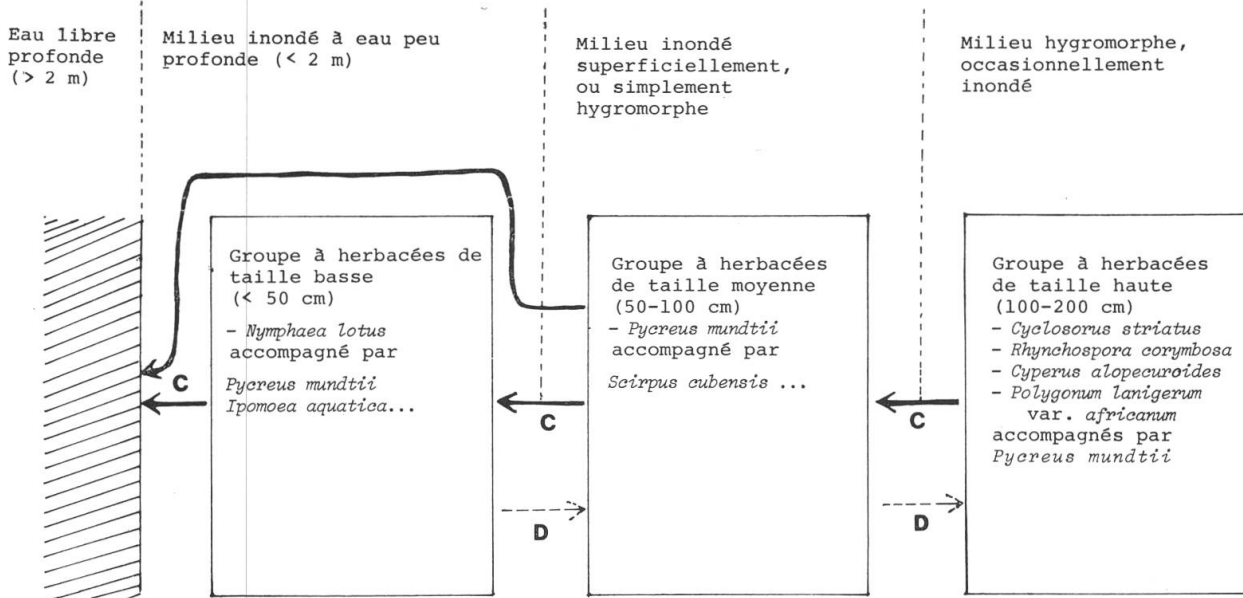 Eau libre
profonde
(> 2 m)
Milieu inondé à eau peu
profonde (< 2 m)
Milieu inondé
superficiellement,
ou simplement
hygromorphe
Milieu hygromorphe,
occasionnellement
inondé
Groupe à herbacées de
taille basse
(< 50 cm)
- Nymphaea lotus
accompagné par
Pycreus mundtii
Ipomoea aquatica...
Groupe à herbacées
de taille moyenne
(50-100 cm)
- Pycreus mundtii
accompagné par
Scirpus cubensis ...
Groupe à herbacées
de taille haute
(100-200 cm)
- Cyclosorus striatus
- Rhynchospora corymbosa
- Cyperus alopecuroides
- Polygonum lanigerum
var. africanum
accompagnés par
Pycreus mundtii
C
C
C
D
D